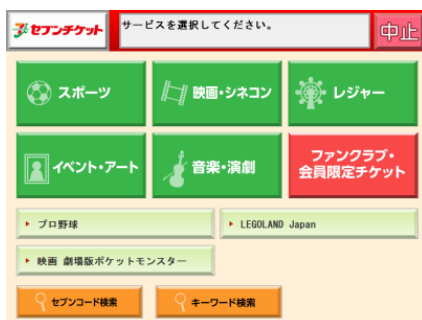 セブンチケット
サービスを選択してください。
中止
スポーツ
映画・シネコン
レジャー
イベント・アート
音楽・演劇
ファンクラブ・
会員限定チケット
プロ野球
LEGOLAND Japan
映画 劇場版ポケットモンスター
セブンコード検索
キーワード検索